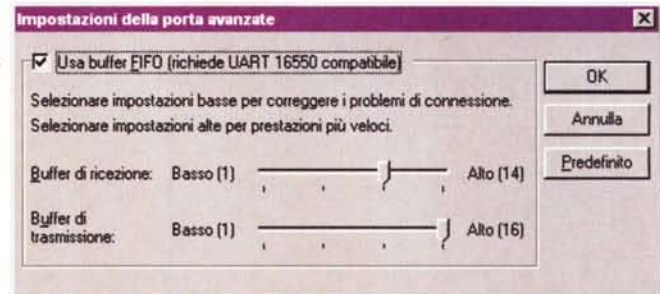 Impostazioni della porta avanzate
Usa buffer FIFO (richiede UART 16550 compatibile)
OK
Selezionare impostazioni basse per correggere i problemi di connessione.
Selezionare impostazioni alte per prestazioni più veloci.
Annulla
Predefinito
Buffer di ricezione: Basso (1) Alto (14)
Buffer di
trasmissione: Basso (1) Alto (16)